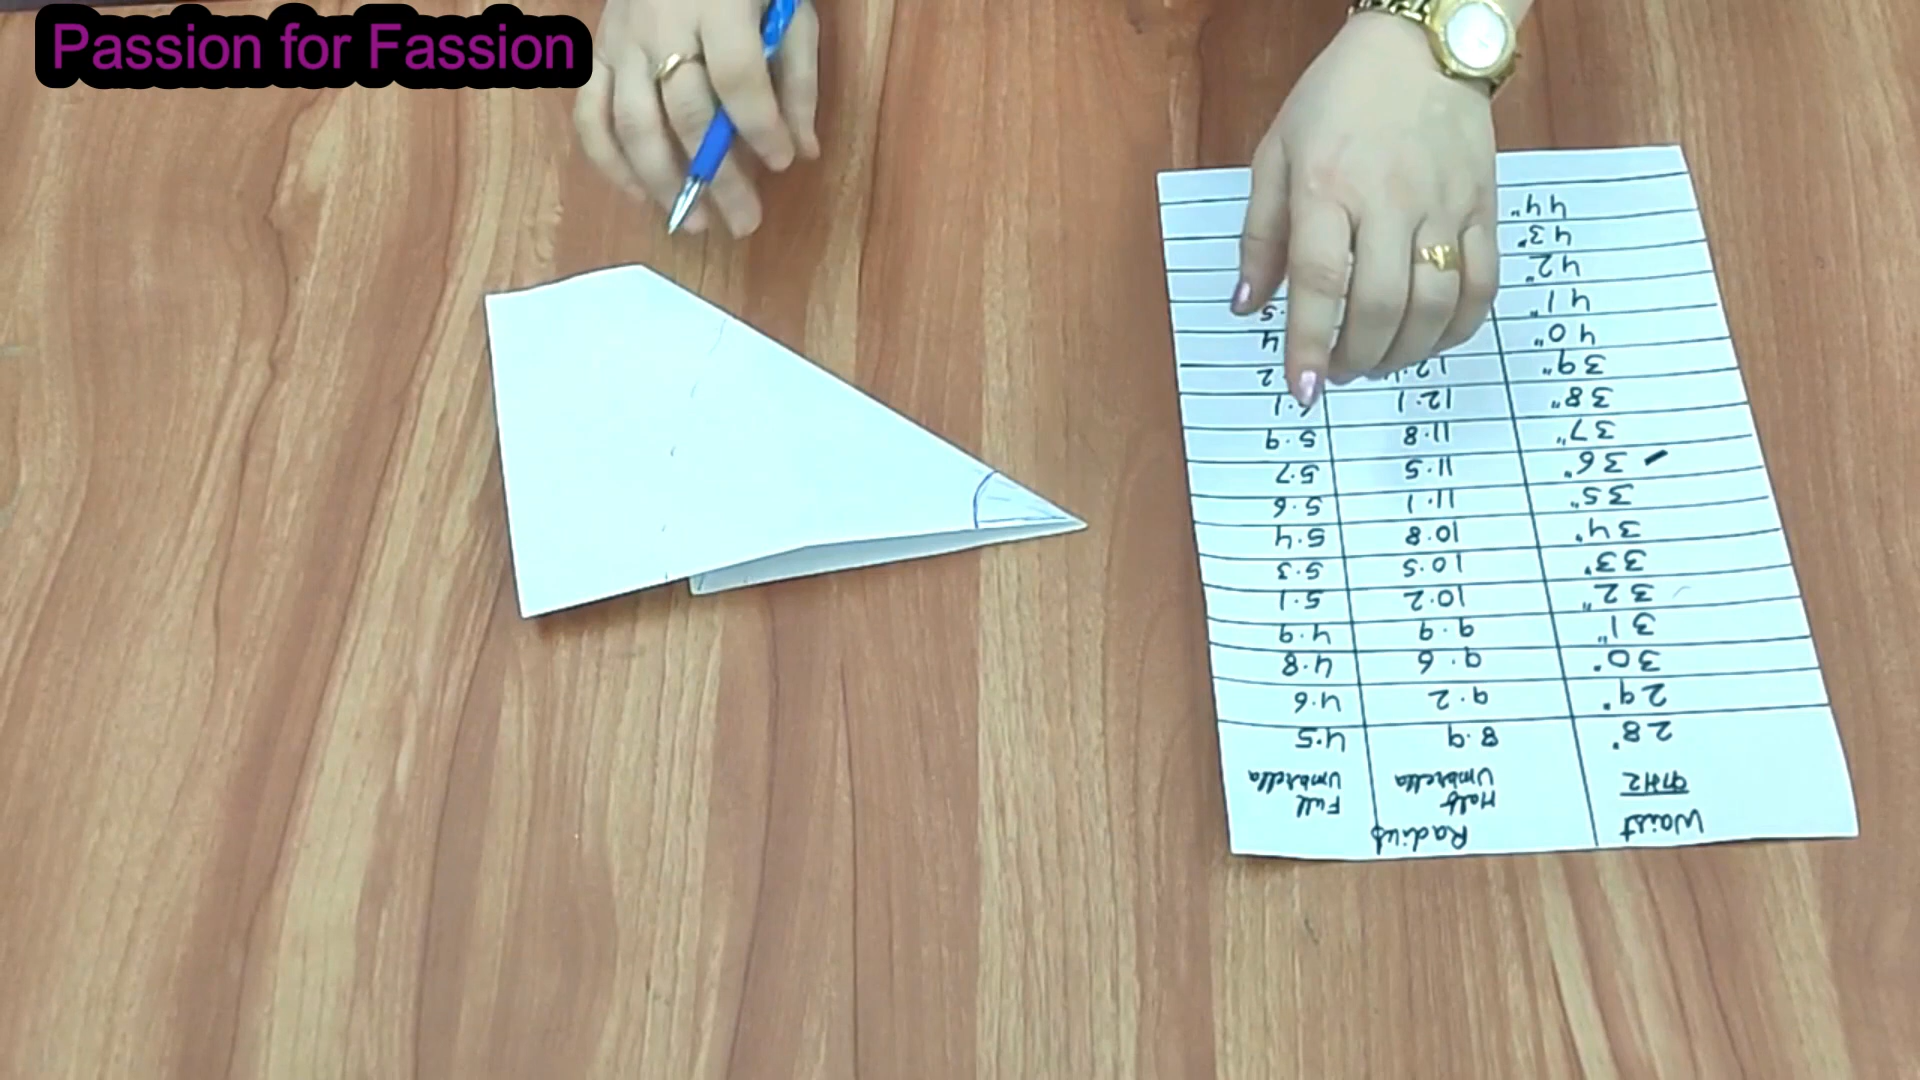 Passion for Fassion
Waist Radius
कमर Half Umbrella Full Umbrella
28" 8.9 4.5
29" 9.2 4.6
30" 9.6 4.8
31" 9.9 4.9
32" 10.2 5.1
33" 10.5 5.3
34" 10.8 5.4
35" 11.1 5.6
36" 11.5 5.7
37" 11.8 5.9
38" 12.1 6.1
39"
40"
41"
42"
43"
44"